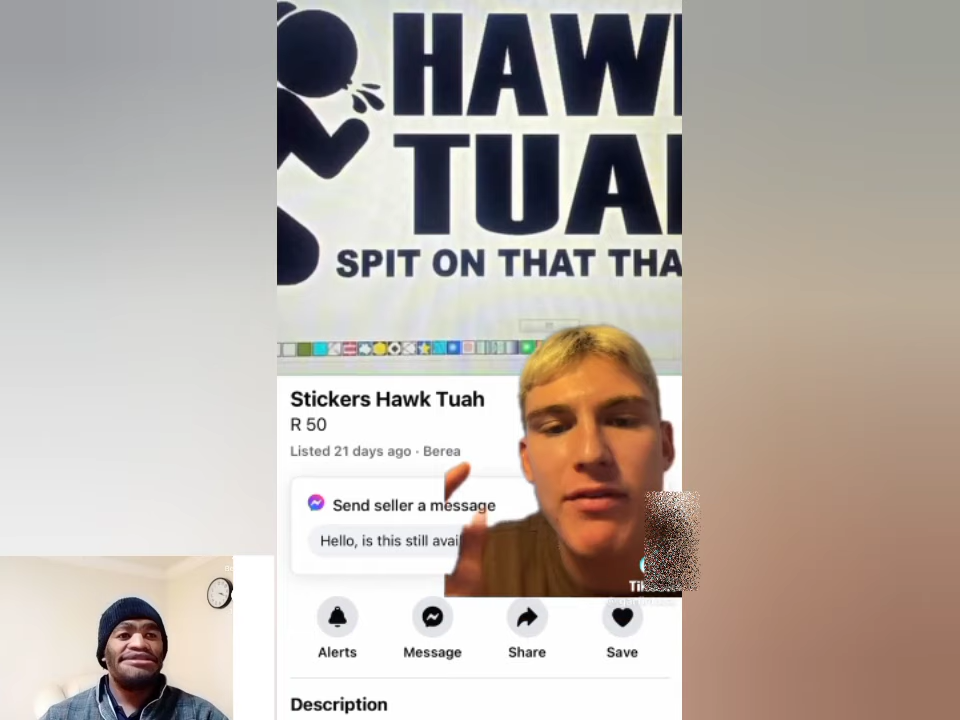 HAWK
TUAH
SPIT ON THAT THA
Stickers Hawk Tuah
R 50
Listed 21 days ago · Berea
Send seller a message
Hello, is this still avail
Alerts
Message
Share
Save
Description